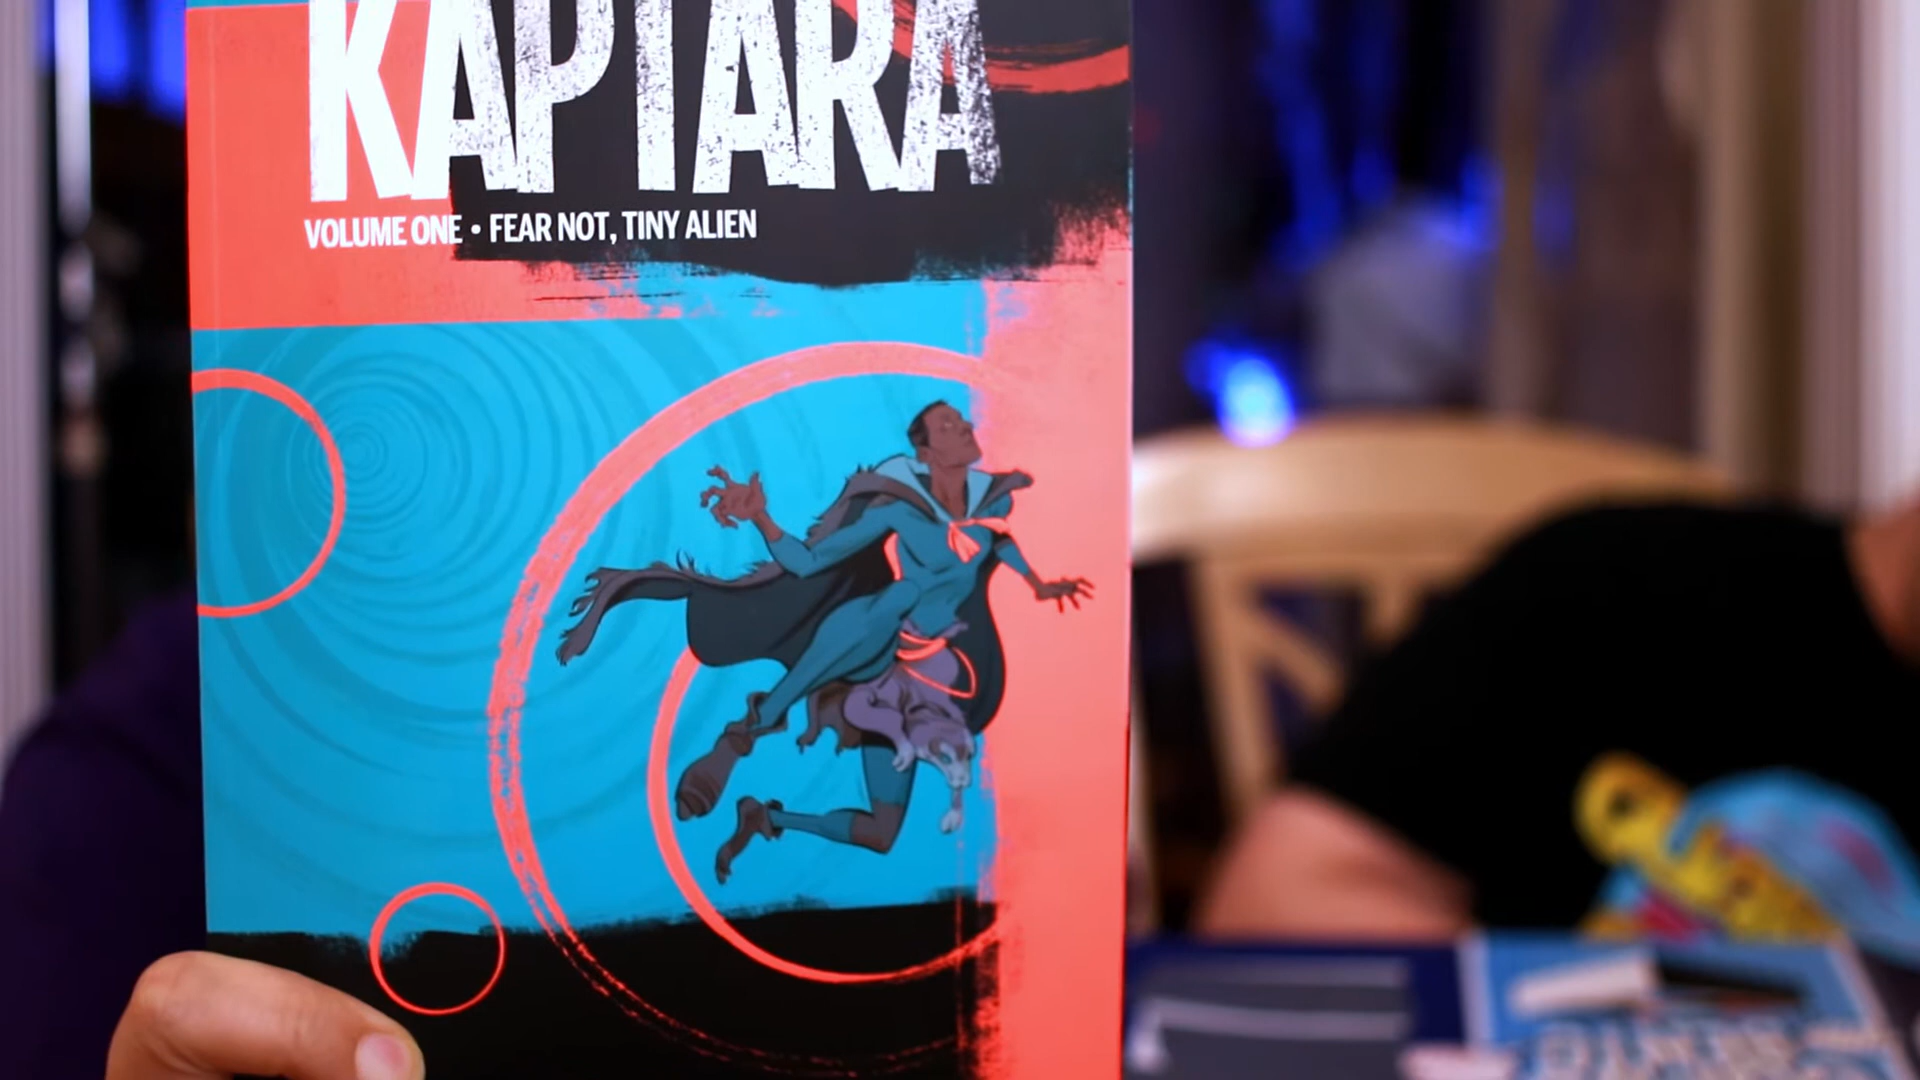 KAPTARA
VOLUME ONE • FEAR NOT, TINY ALIEN